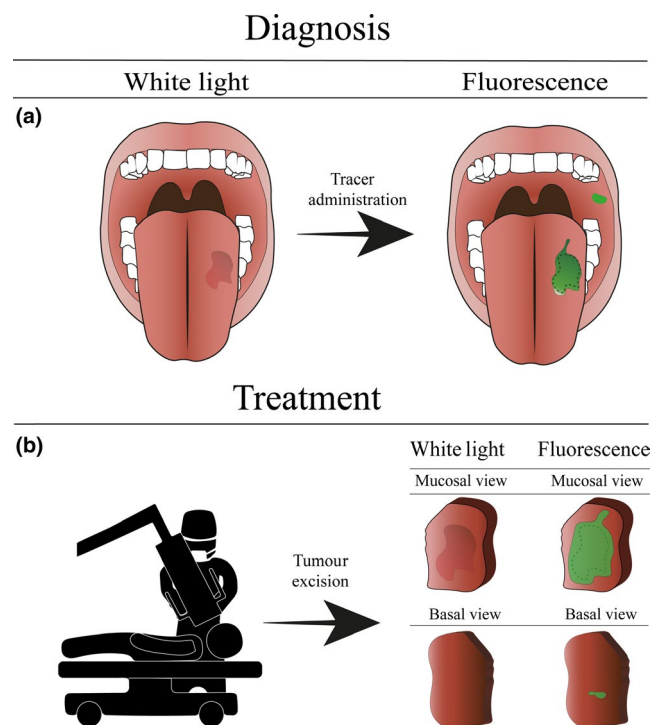 Diagnosis
White light
Fluorescence
(a)
Tracer
administration
Treatment
(b)
White light
Fluorescence
Mucosal view
Mucosal view
Tumour
excision
Basal view
Basal view